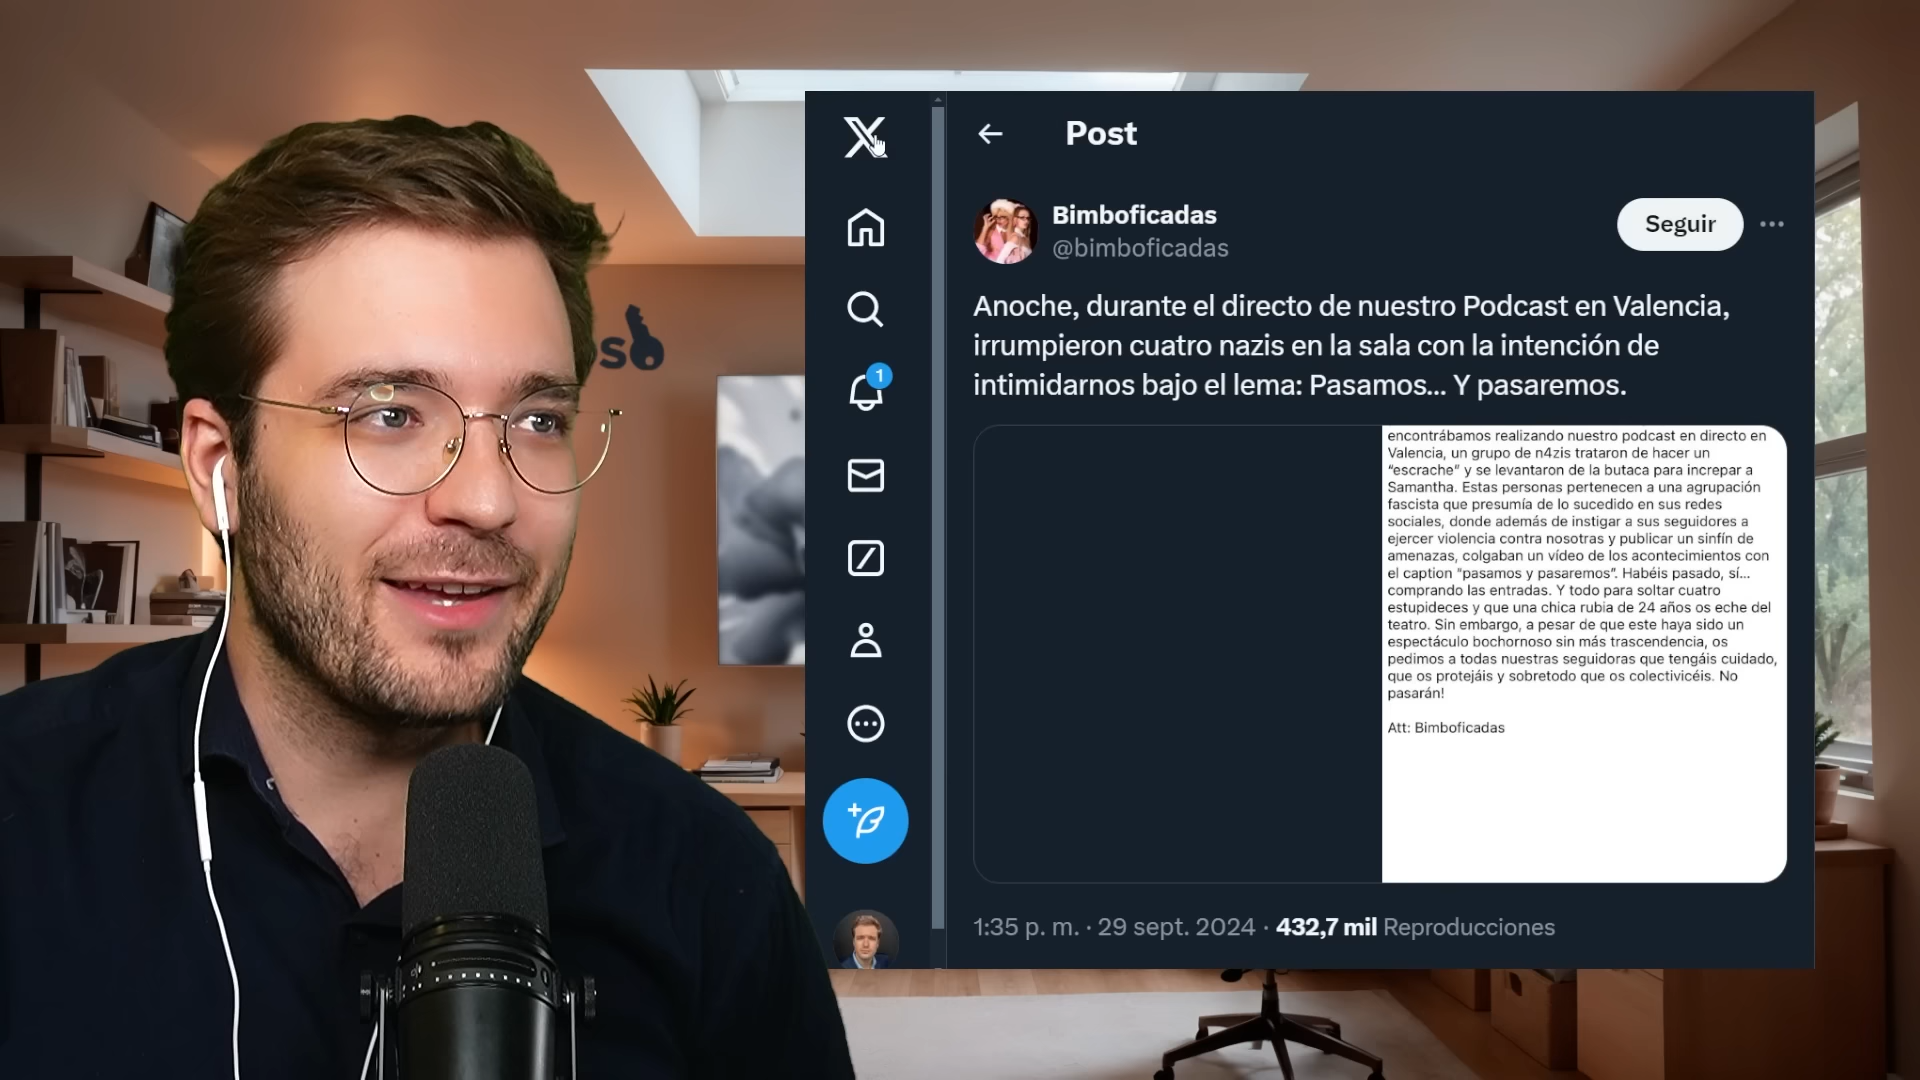 s
Post
Bimboficadas
@bimboficadas
Seguir
1
Anoche, durante el directo de nuestro Podcast en Valencia,
irrumpieron cuatro nazis en la sala con la intención de
intimidarnos bajo el lema: Pasamos... Y pasaremos.
encontrábamos realizando nuestro podcast en directo en
Valencia, un grupo de n4zis trataron de hacer un
“escrache” y se levantaron de la butaca para increpar a
Samantha. Estas personas pertenecen a una agrupación
fascista que presumía de lo sucedido en sus redes
sociales, donde además de instigar a sus seguidores a
ejercer violencia contra nosotras y publicar un sinfín de
amenazas, colgaban un vídeo de los acontecimientos con
el caption “pasamos y pasaremos”. Habéis pasado, sí...
comprando las entradas. Y todo para soltar cuatro
estupideces y que una chica rubia de 24 años os eche del
teatro. Sin embargo, a pesar de que este haya sido un
espectáculo bochornoso sin más trascendencia, os
pedimos a todas nuestras seguidoras que tengáis cuidado,
que os protejáis y sobretodo que os colectivicéis. No
pasarán!
Att: Bimboficadas
1:35 p. m. · 29 sept. 2024 · 432,7 mil Reproducciones